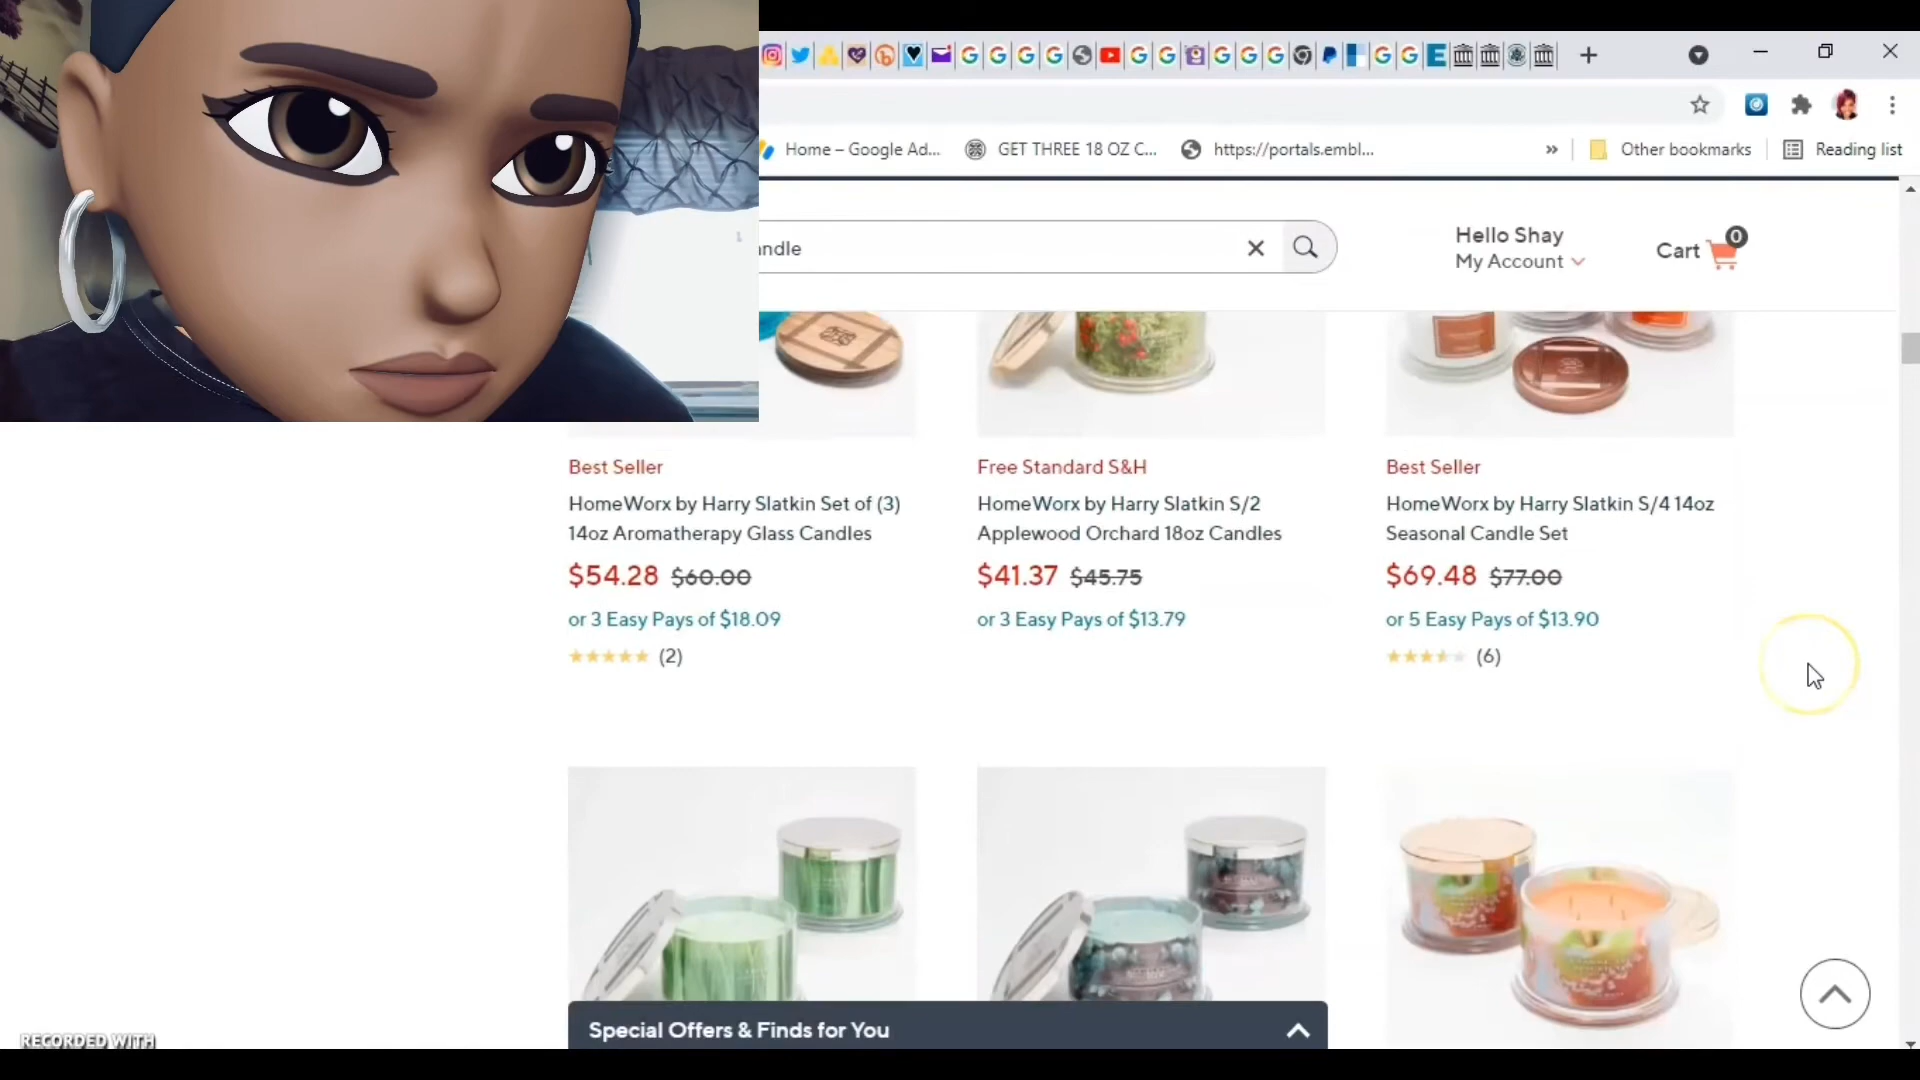 Home – Google Ad...
GET THREE 18 OZ C...
https://portals.embl...
»
Other bookmarks
Reading list
andle
Hello Shay
My Account
Cart
0
Best Seller
HomeWorx by Harry Slatkin Set of (3)
14oz Aromatherapy Glass Candles
$54.28 $60.00
or 3 Easy Pays of $18.09
(2)
Free Standard S&H
HomeWorx by Harry Slatkin S/2
Applewood Orchard 18oz Candles
$41.37 $45.75
or 3 Easy Pays of $13.79
Best Seller
HomeWorx by Harry Slatkin S/4 14oz
Seasonal Candle Set
$69.48 $77.00
or 5 Easy Pays of $13.90
(6)
Special Offers & Finds for You
RECORDED WITH